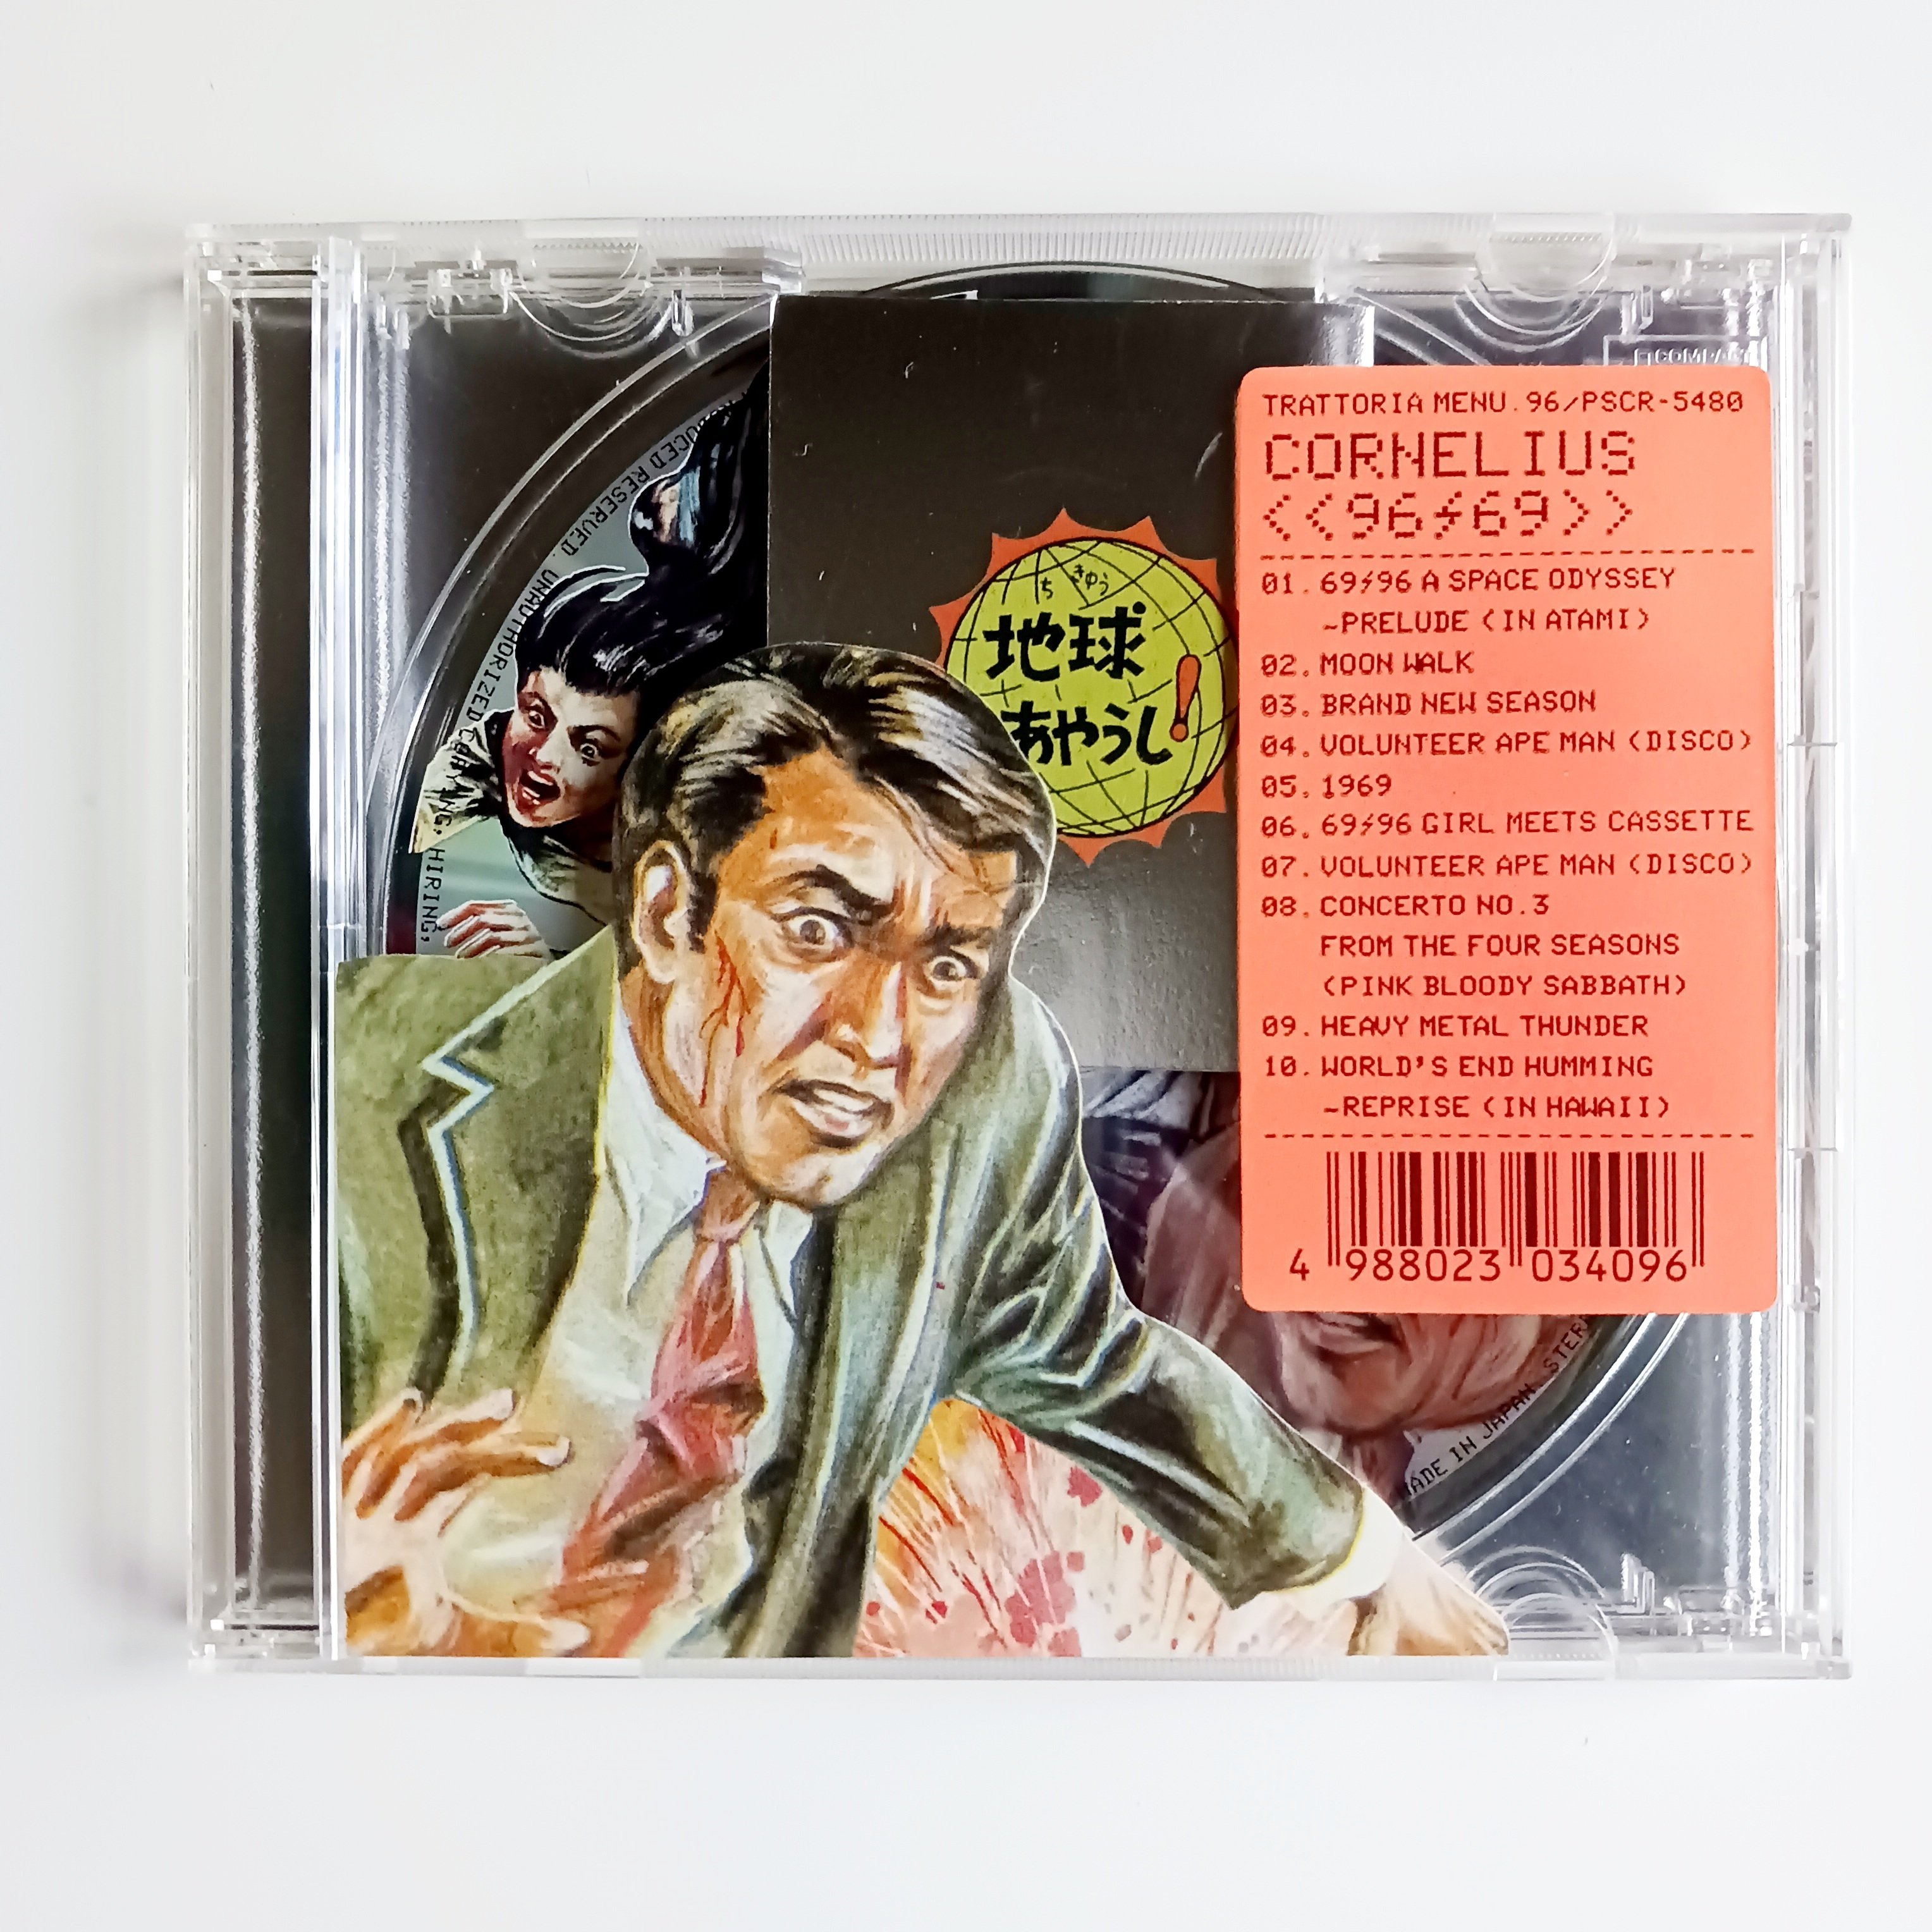 COMPACT
TRATTORIA MENU.96/PSCR-5480
CORNELIUS
<<96⚡69>>
01. 69⚡96 A SPACE ODYSSEY
~PRELUDE (IN ATAMI)
02. MOON WALK
03. BRAND NEW SEASON
04. VOLUNTEER APE MAN (DISCO)
05. 1969
06. 69⚡96 GIRL MEETS CASSETTE
07. VOLUNTEER APE MAN (DISCO)
08. CONCERTO NO.3
FROM THE FOUR SEASONS
(PINK BLOODY SABBATH)
09. HEAVY METAL THUNDER
10. WORLD'S END HUMMING
~REPRISE (IN HAWAII)
4 988023 034096
ちきゅう
地球
あやうし!
RESERVED. UNAUTHORIZED COPYING, HIRING,
MADE IN JAPAN